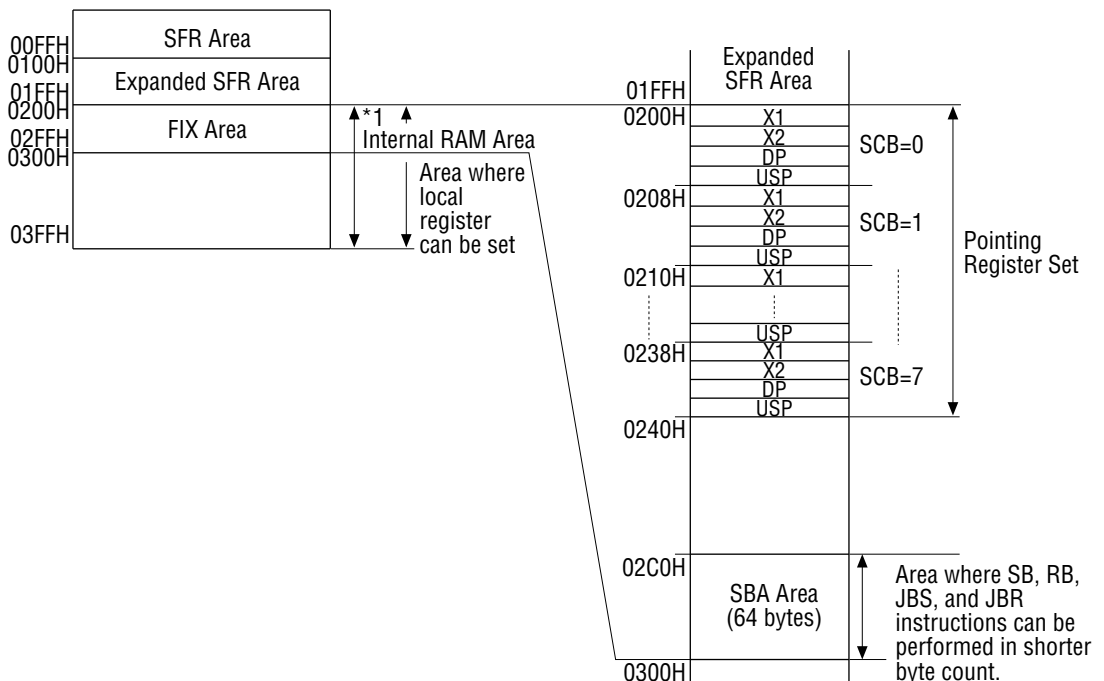 SFR Area
00FFH
0100H
Expanded SFR Area
01FFH
0200H
FIX Area
02FFH
0300H
03FFH
*1
Internal RAM Area
Area where
local
register
can be set
Expanded
SFR Area
01FFH
0200H
X1
X2
DP
USP
SCB=0
0208H
X1
X2
DP
USP
SCB=1
0210H
X1
USP
0238H
X1
X2
DP
USP
SCB=7
0240H
Pointing
Register Set
02C0H
SBA Area
(64 bytes)
0300H
Area where SB, RB,
JBS, and JBR
instructions can be
performed in shorter
byte count.